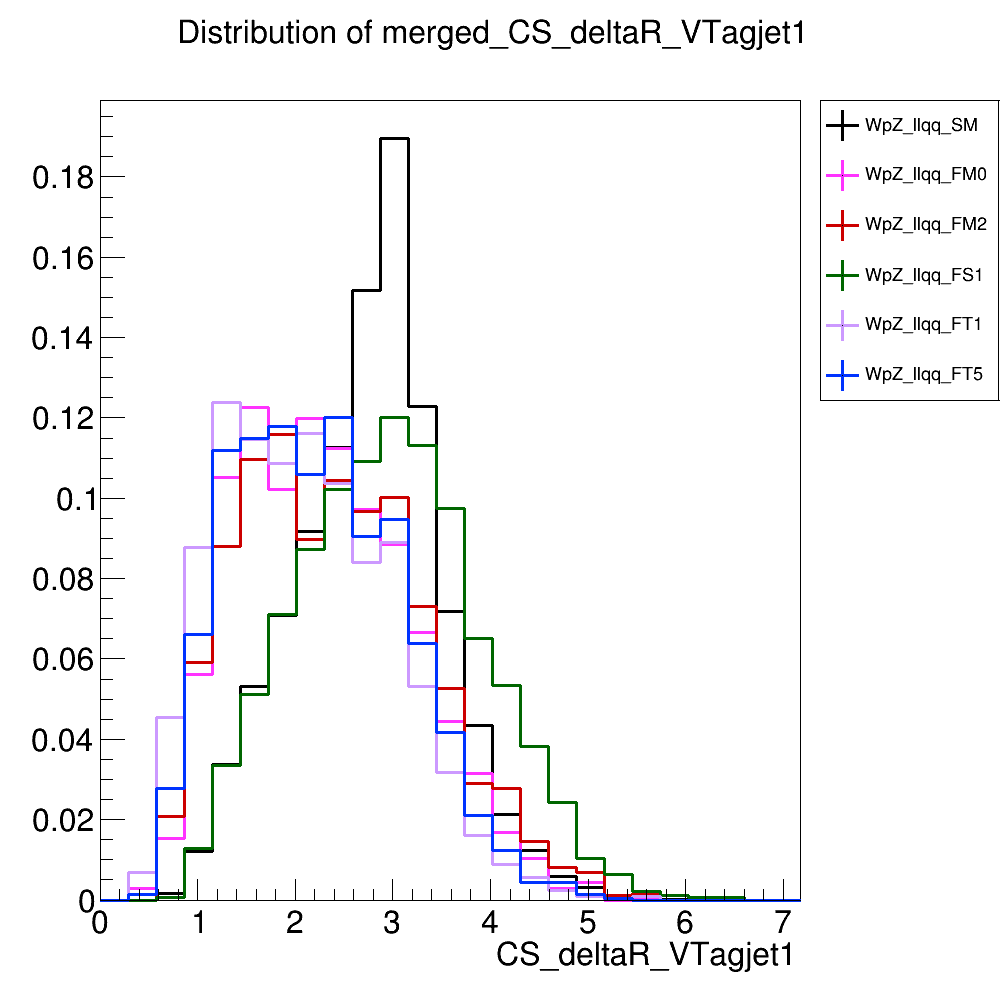 Distribution of merged_CS_deltaR_VTagjet1
WpZ_llqq_SM
WpZ_llqq_FM0
WpZ_llqq_FM2
WpZ_llqq_FS1
WpZ_llqq_FT1
WpZ_llqq_FT5
0.18
0.16
0.14
0.12
0.1
0.08
0.06
0.04
0.02
0
0 1 2 3 4 5 6 7
CS_deltaR_VTagjet1